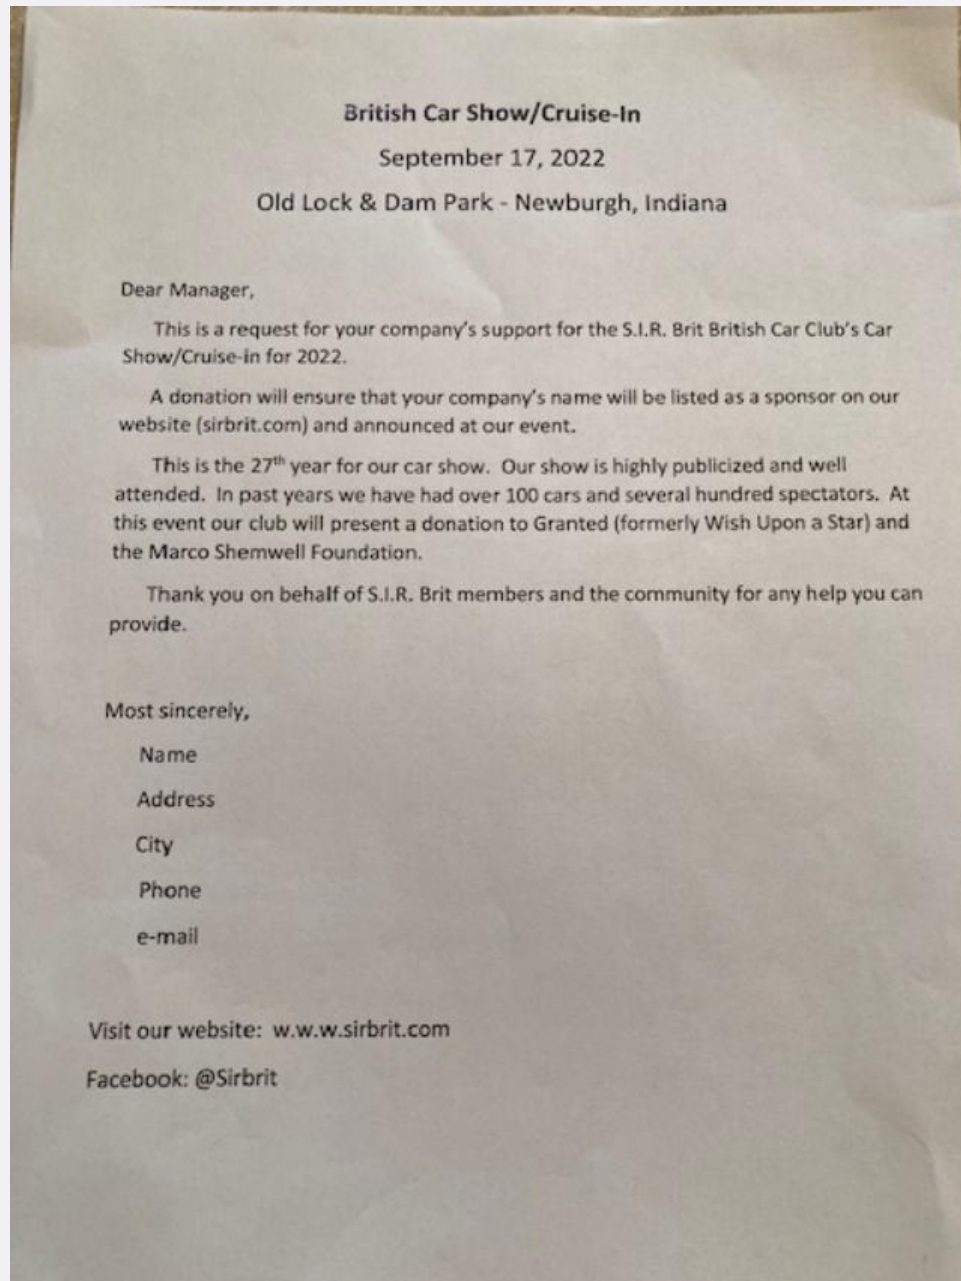 British Car Show/Cruise-In
September 17, 2022
Old Lock & Dam Park - Newburgh, Indiana
Dear Manager,
This is a request for your company's support for the S.I.R. Brit British Car Club's Car
Show/Cruise-in for 2022.
A donation will ensure that your company's name will be listed as a sponsor on our
website (sirbrit.com) and announced at our event.
This is the 27th year for our car show. Our show is highly publicized and well
attended. In past years we have had over 100 cars and several hundred spectators. At
this event our club will present a donation to Granted (formerly Wish Upon a Star) and
the Marco Shemwell Foundation.
Thank you on behalf of S.I.R. Brit members and the community for any help you can
provide.
Most sincerely,
Name
Address
City
Phone
e-mail
Visit our website: w.w.w.sirbrit.com
Facebook: @Sirbrit